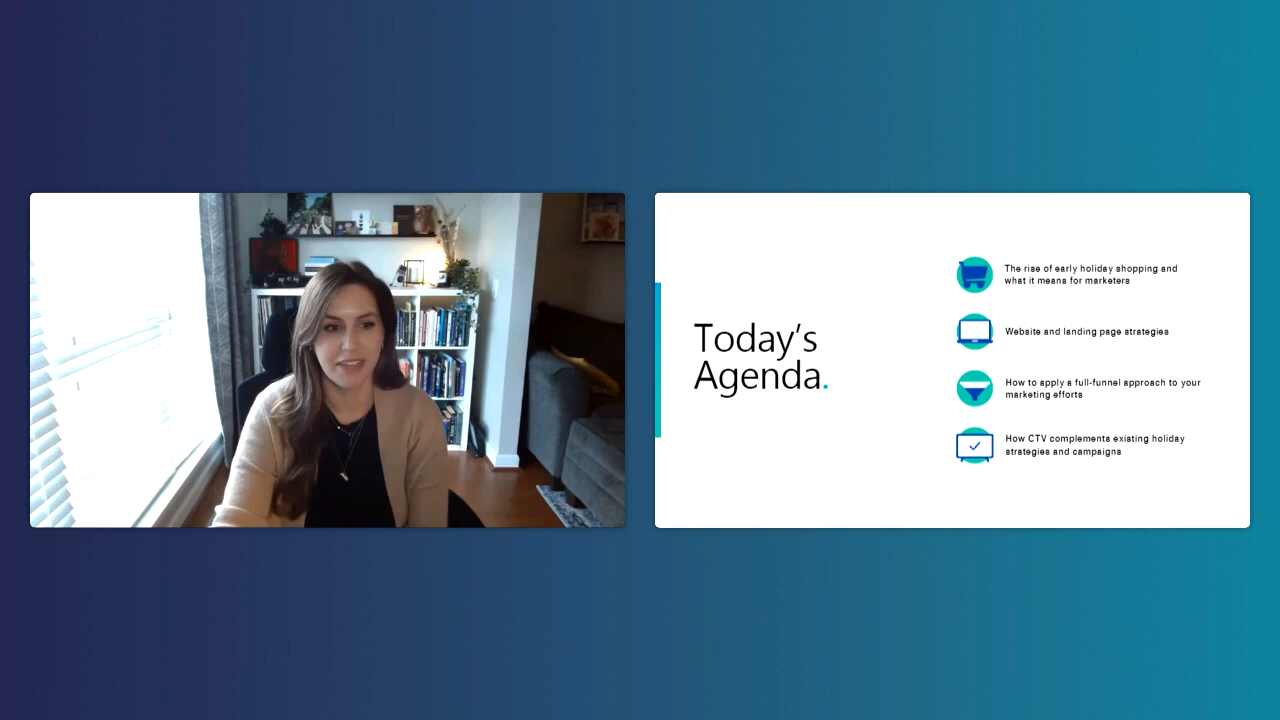 Today's
Agenda.
The rise of early holiday shopping and
what it means for marketers
Website and landing page strategies
How to apply a full-funnel approach to your
marketing efforts
How CTV complements existing holiday
strategies and campaigns